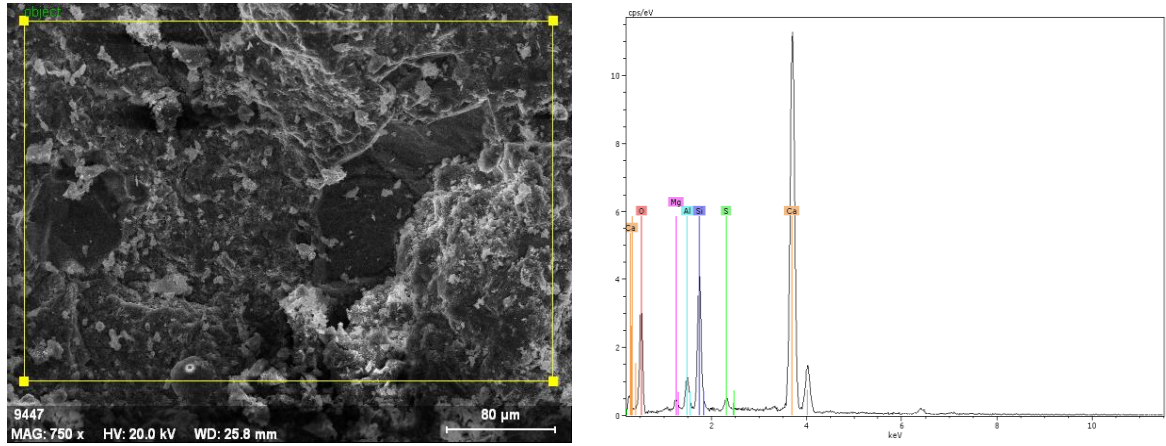 object
9447
80 µm
MAG: 750 x HV: 20.0 kV WD: 25.8 mm
cps/eV
10
8
6
4
2
0
Ca
O
Mg
Al
Si
S
Ca
2
4
6
8
10
keV